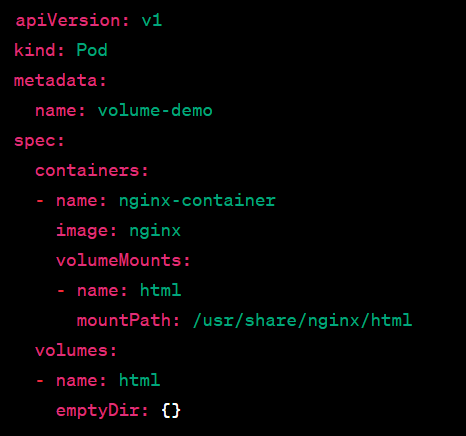 apiVersion: v1
kind: Pod
metadata:
  name: volume-demo
spec:
  containers:
  - name: nginx-container
    image: nginx
    volumeMounts:
    - name: html
      mountPath: /usr/share/nginx/html
  volumes:
  - name: html
    emptyDir: {}